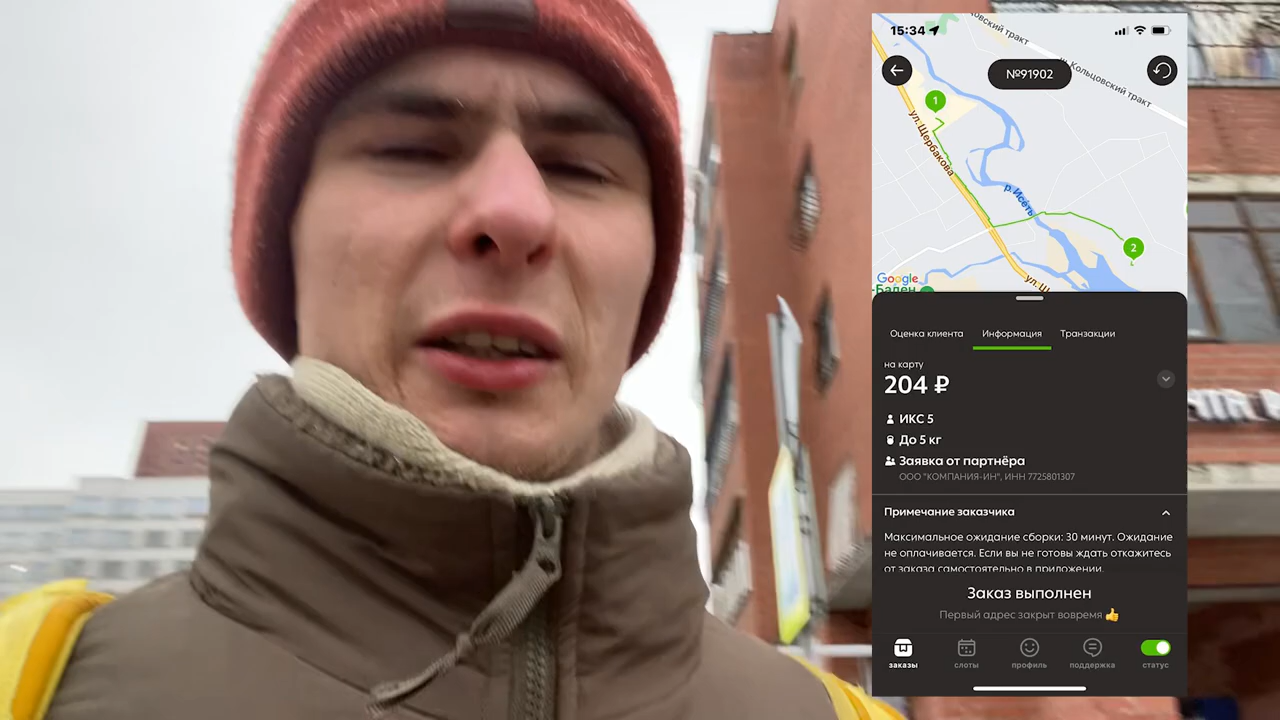 15:34
№91902
Кольцовский тракт
ул. Щербакова
р. Исеть
1
2
Google
-Баден
Оценка клиента Информация Транзакции
на карту
204 ₽
ИКС 5
До 5 кг
Заявка от партнёра
ООО "КОМПАНИЯ-ИН", ИНН 7725801307
Примечание заказчика
Максимальное ожидание сборки: 30 минут. Ожидание
не оплачивается. Если вы не готовы ждать откажитесь
от заказа самостоятельно в приложении.
Заказ выполнен
Первый адрес закрыт вовремя 👍
заказы слоты профиль поддержка статус